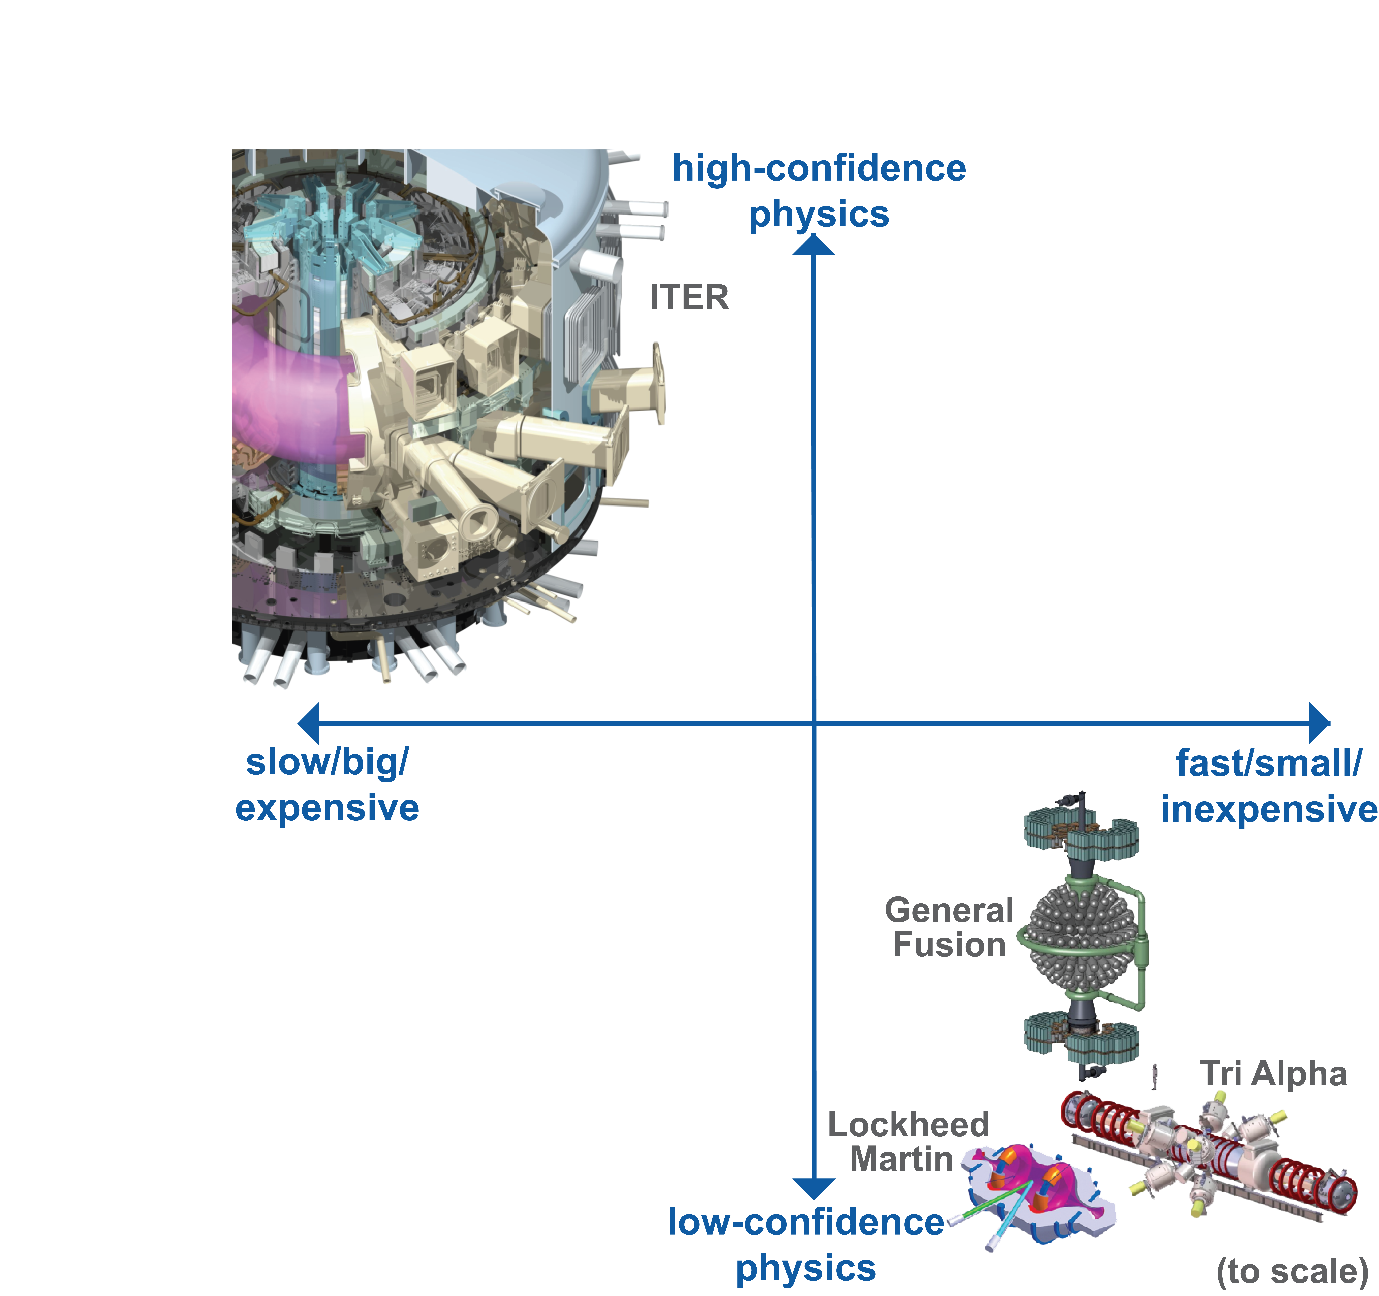 high-confidence
physics
ITER
slow/big/
expensive
fast/small/
inexpensive
General
Fusion
Tri Alpha
Lockheed
Martin
low-confidence
physics
(to scale)